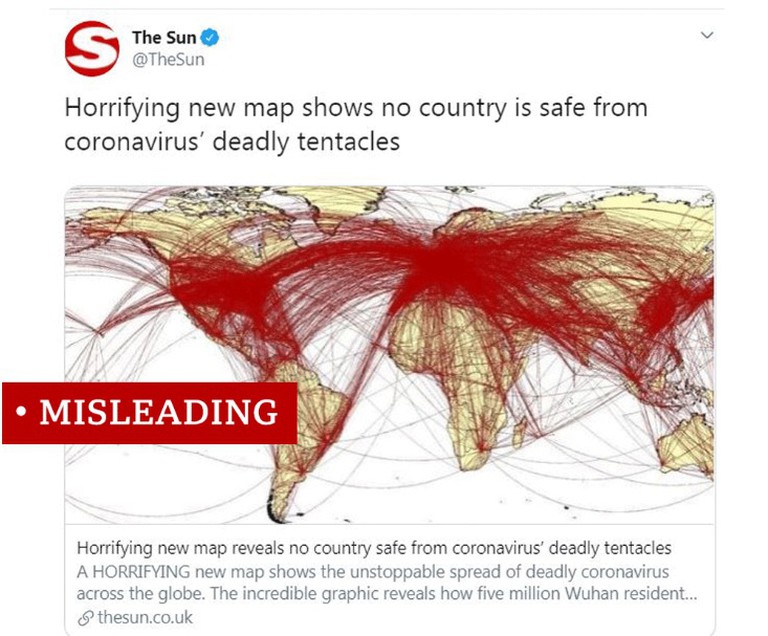 The Sun
@TheSun
Horrifying new map shows no country is safe from
coronavirus’ deadly tentacles
• MISLEADING
Horrifying new map reveals no country safe from coronavirus’ deadly tentacles
A HORRIFYING new map shows the unstoppable spread of deadly coronavirus
across the globe. The incredible graphic reveals how five million Wuhan resident...
thesun.co.uk